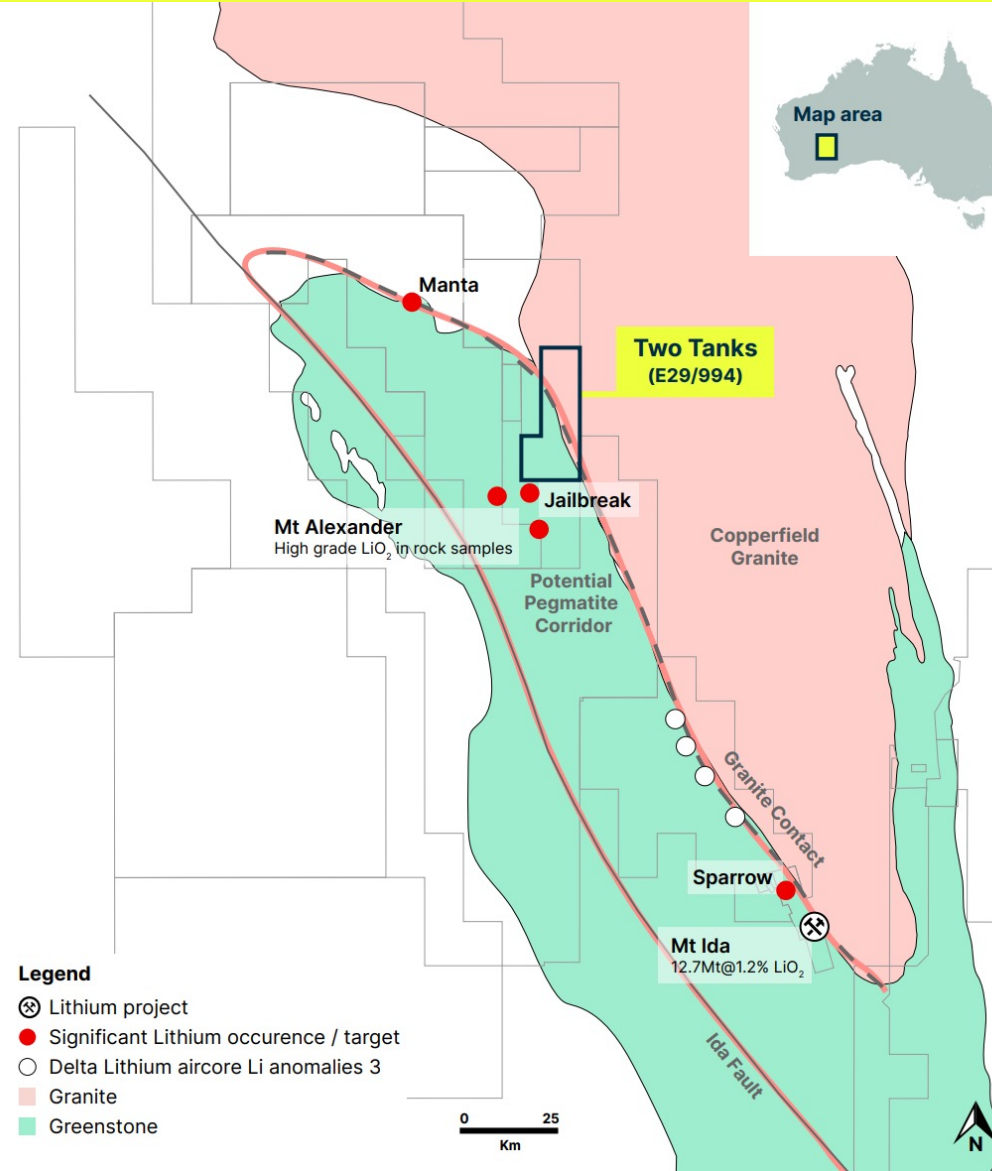 Map area
Manta
Two Tanks
(E29/994)
Jailbreak
Mt Alexander
High grade LiO₂ in rock samples
Copperfield
Granite
Potential
Pegmatite
Corridor
Granite Contact
Sparrow
Mt Ida
12.7Mt@1.2% LiO₂
Ida Fault
Legend
Lithium project
Significant Lithium occurence / target
Delta Lithium aircore Li anomalies 3
Granite
Greenstone
0 25
Km
N